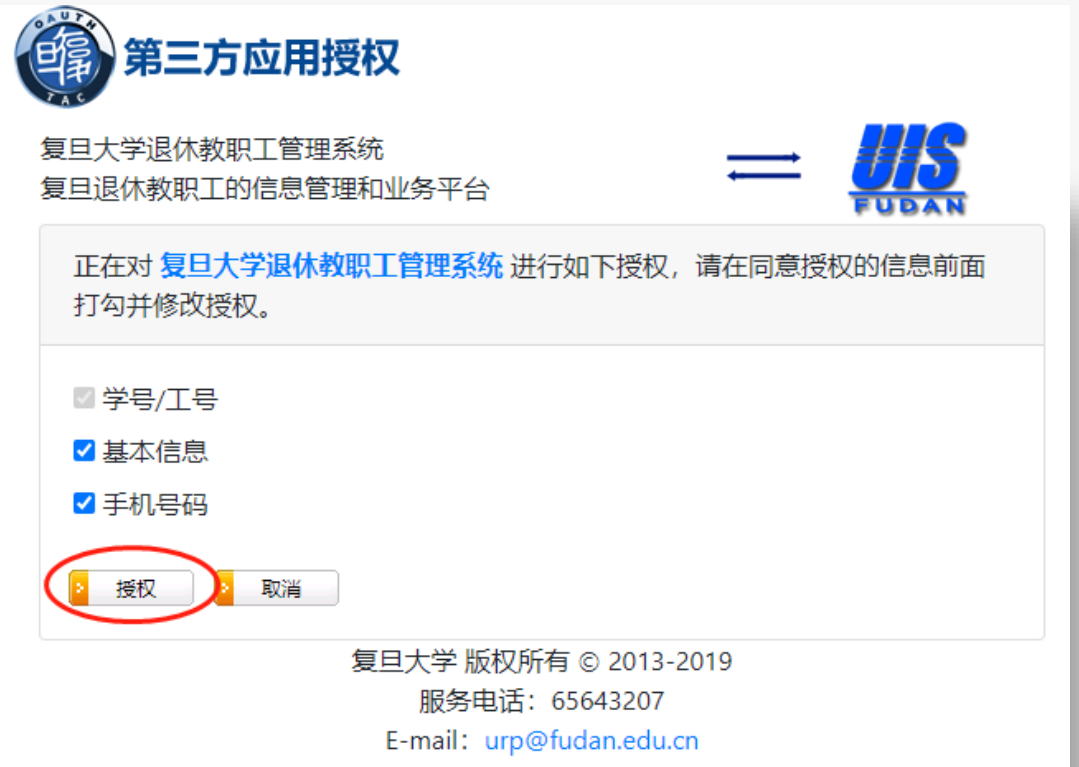 OAUTH
TAC
第三方应用授权
复旦大学退休教职工管理系统
复旦退休教职工的信息管理和业务平台
UIS
FUDAN
正在对 复旦大学退休教职工管理系统 进行如下授权，请在同意授权的信息前面
打勾并修改授权。
学号/工号
基本信息
手机号码
授权
取消
复旦大学 版权所有 © 2013-2019
服务电话：65643207
E-mail：urp@fudan.edu.cn